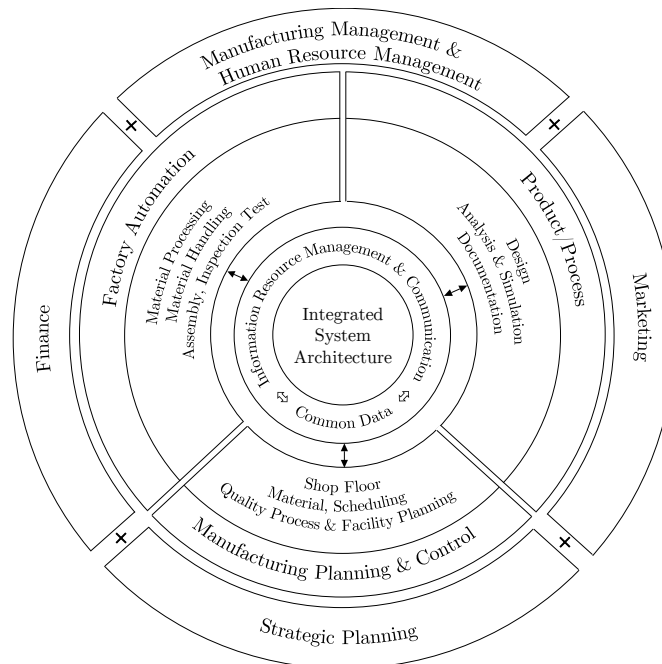 Manufacturing Management &
Human Resource Management
Finance
Marketing
Strategic Planning
Factory Automation
Material Processing
Material Handling
Assembly, Inspection Test
Product/Process
Design
Analysis & Simulation
Documentation
Information Resource Management & Communication
Common Data
Integrated
System
Architecture
Shop Floor
Material, Scheduling
Quality Process & Facility Planning
Manufacturing Planning & Control